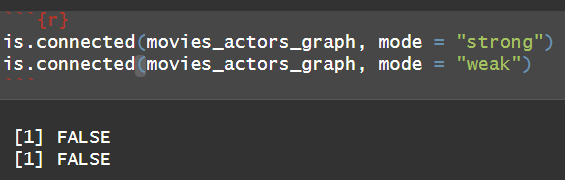 ```{r}
is.connected(movies_actors_graph, mode = "strong")
is.connected(movies_actors_graph, mode = "weak")
```
[1] FALSE
[1] FALSE